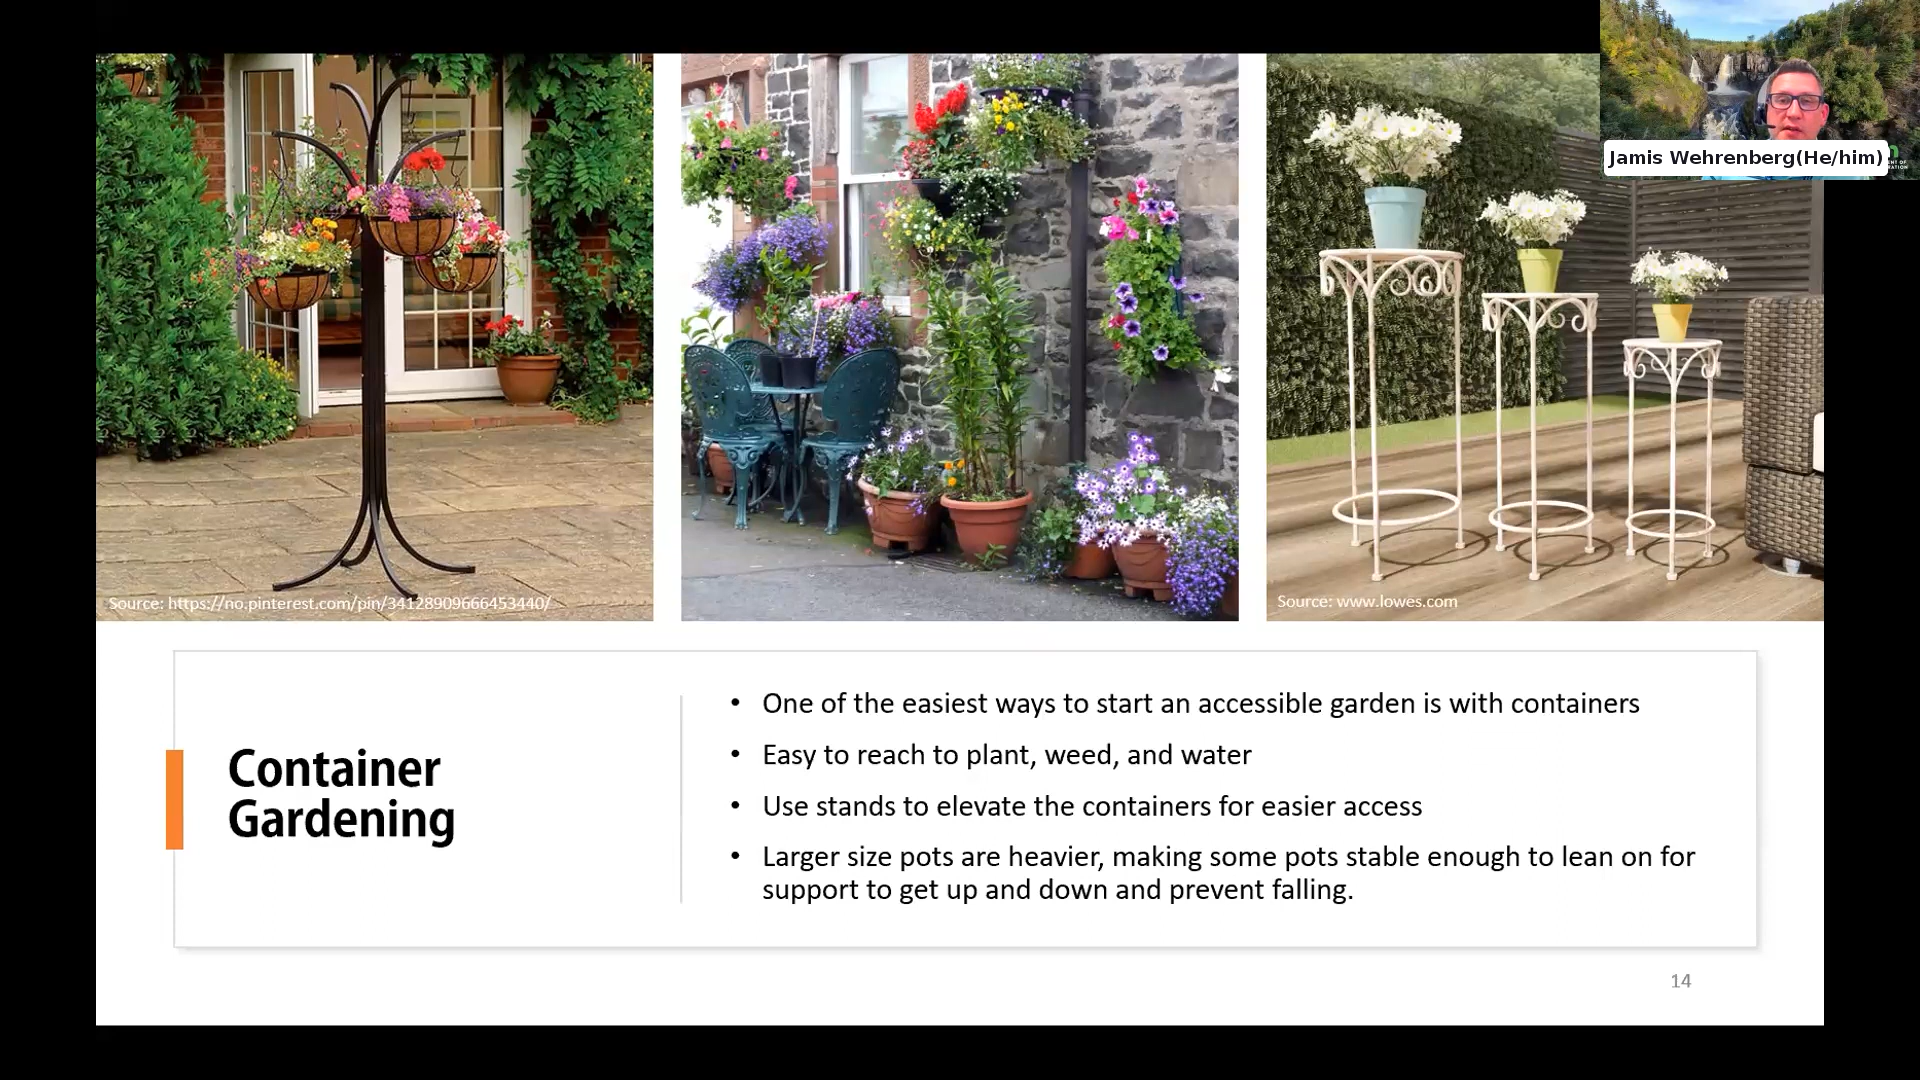 Jamis Wehrenberg(He/him)
Source: https://no.pinterest.com/pin/34128909666453440/
Source: www.lowes.com
Container
Gardening
• One of the easiest ways to start an accessible garden is with containers
• Easy to reach to plant, weed, and water
• Use stands to elevate the containers for easier access
• Larger size pots are heavier, making some pots stable enough to lean on for
support to get up and down and prevent falling.
14